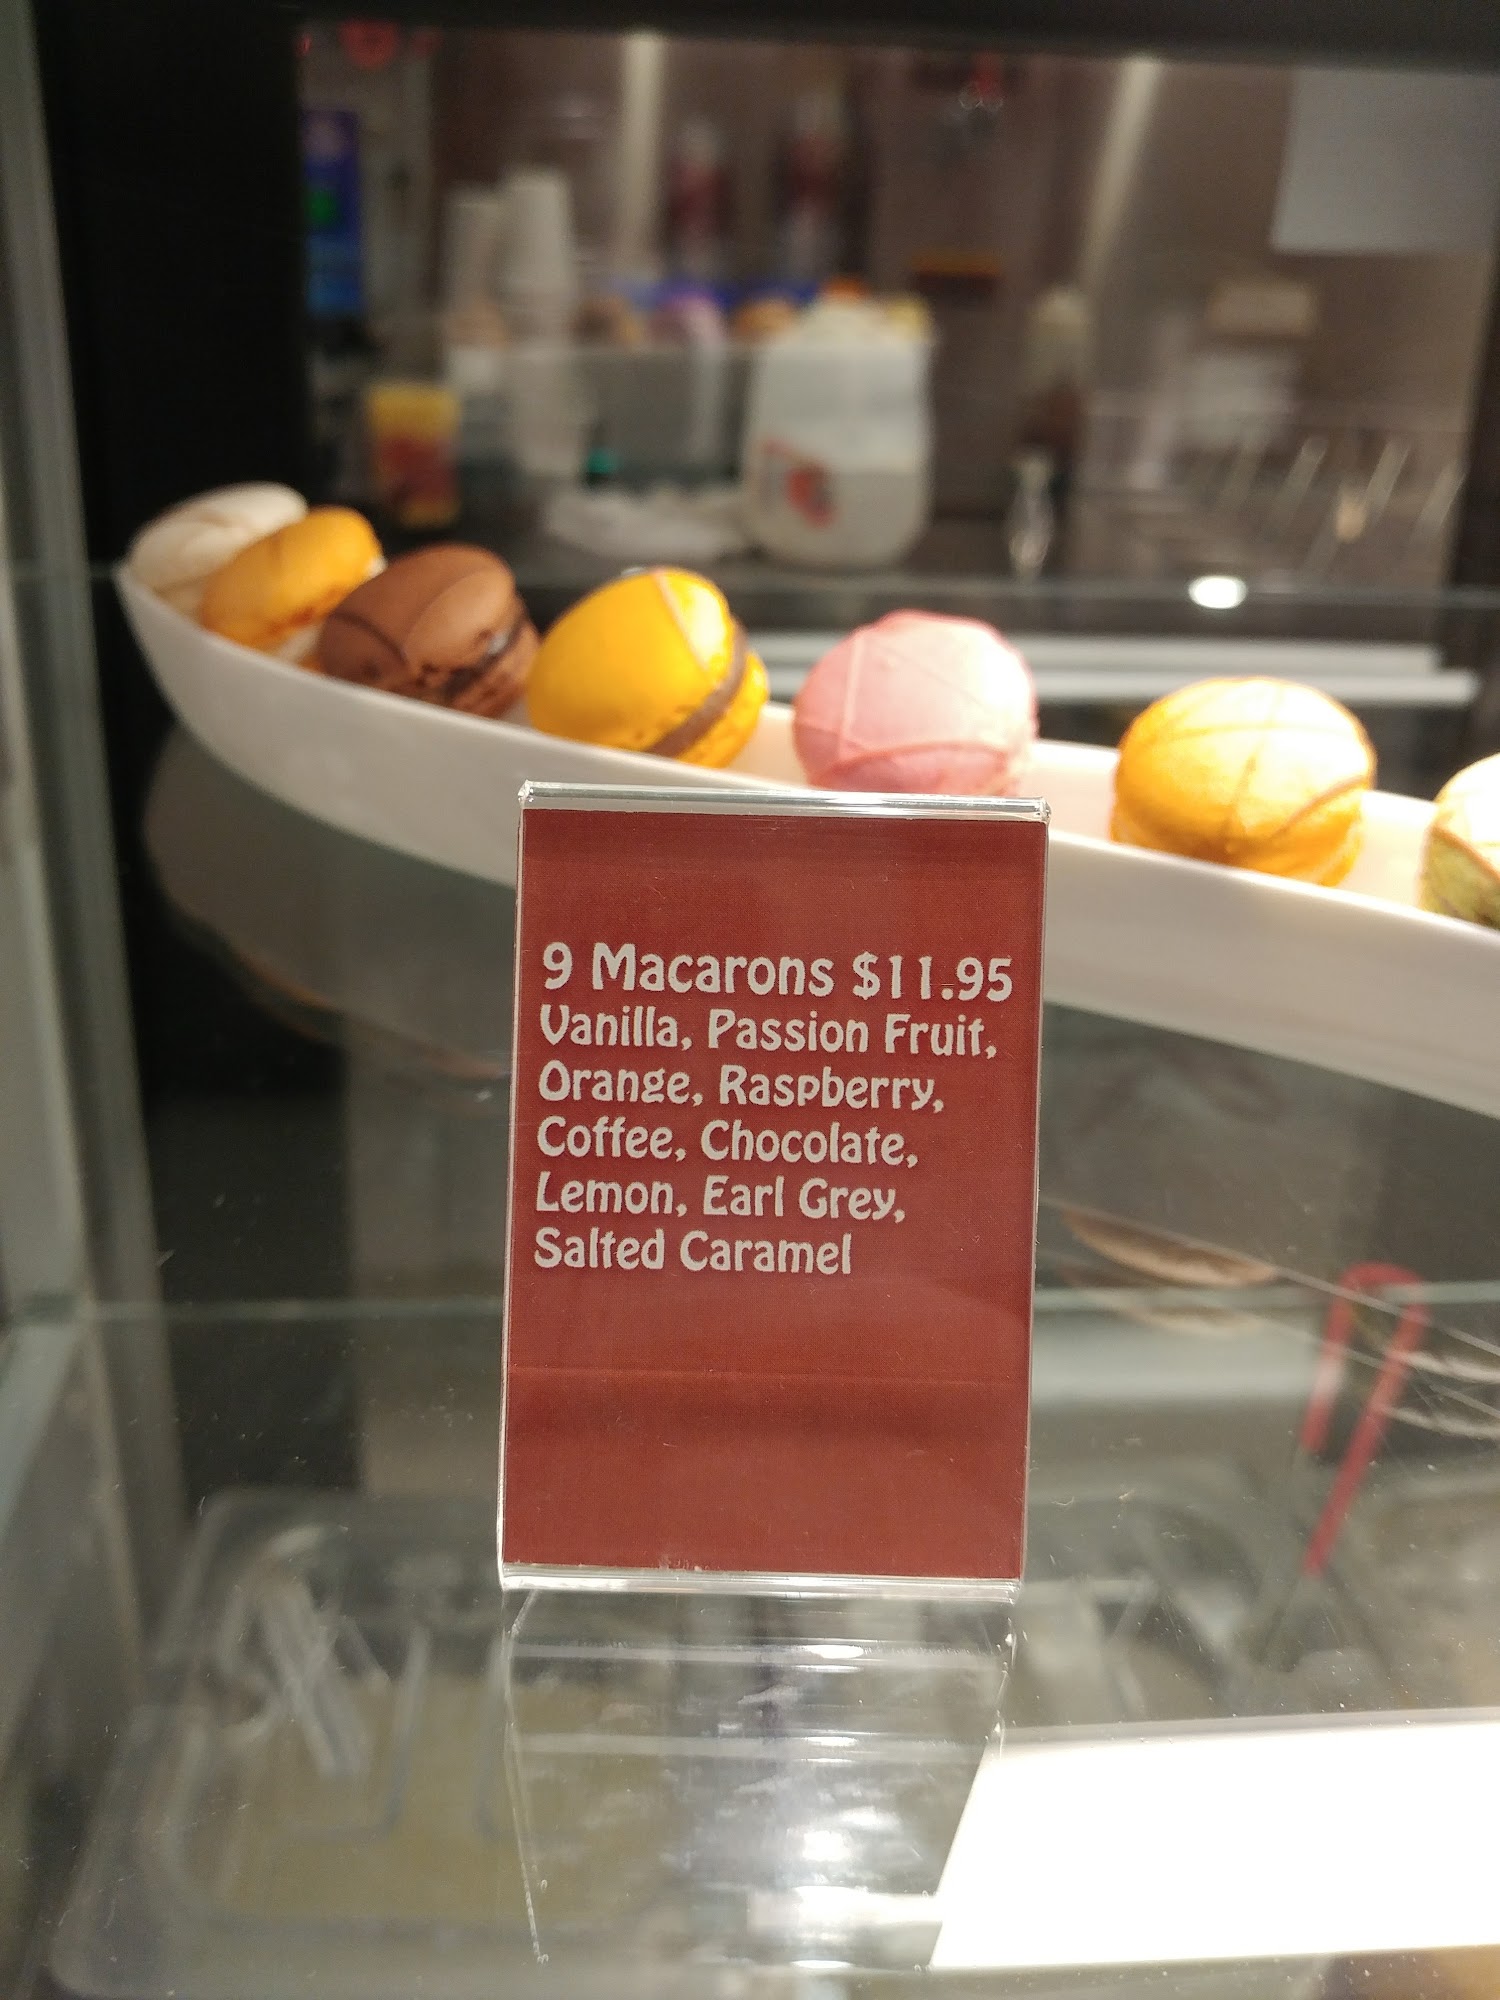 9 Macarons $11.95
Vanilla, Passion Fruit,
Orange, Raspberry,
Coffee, Chocolate,
Lemon, Earl Grey,
Salted Caramel